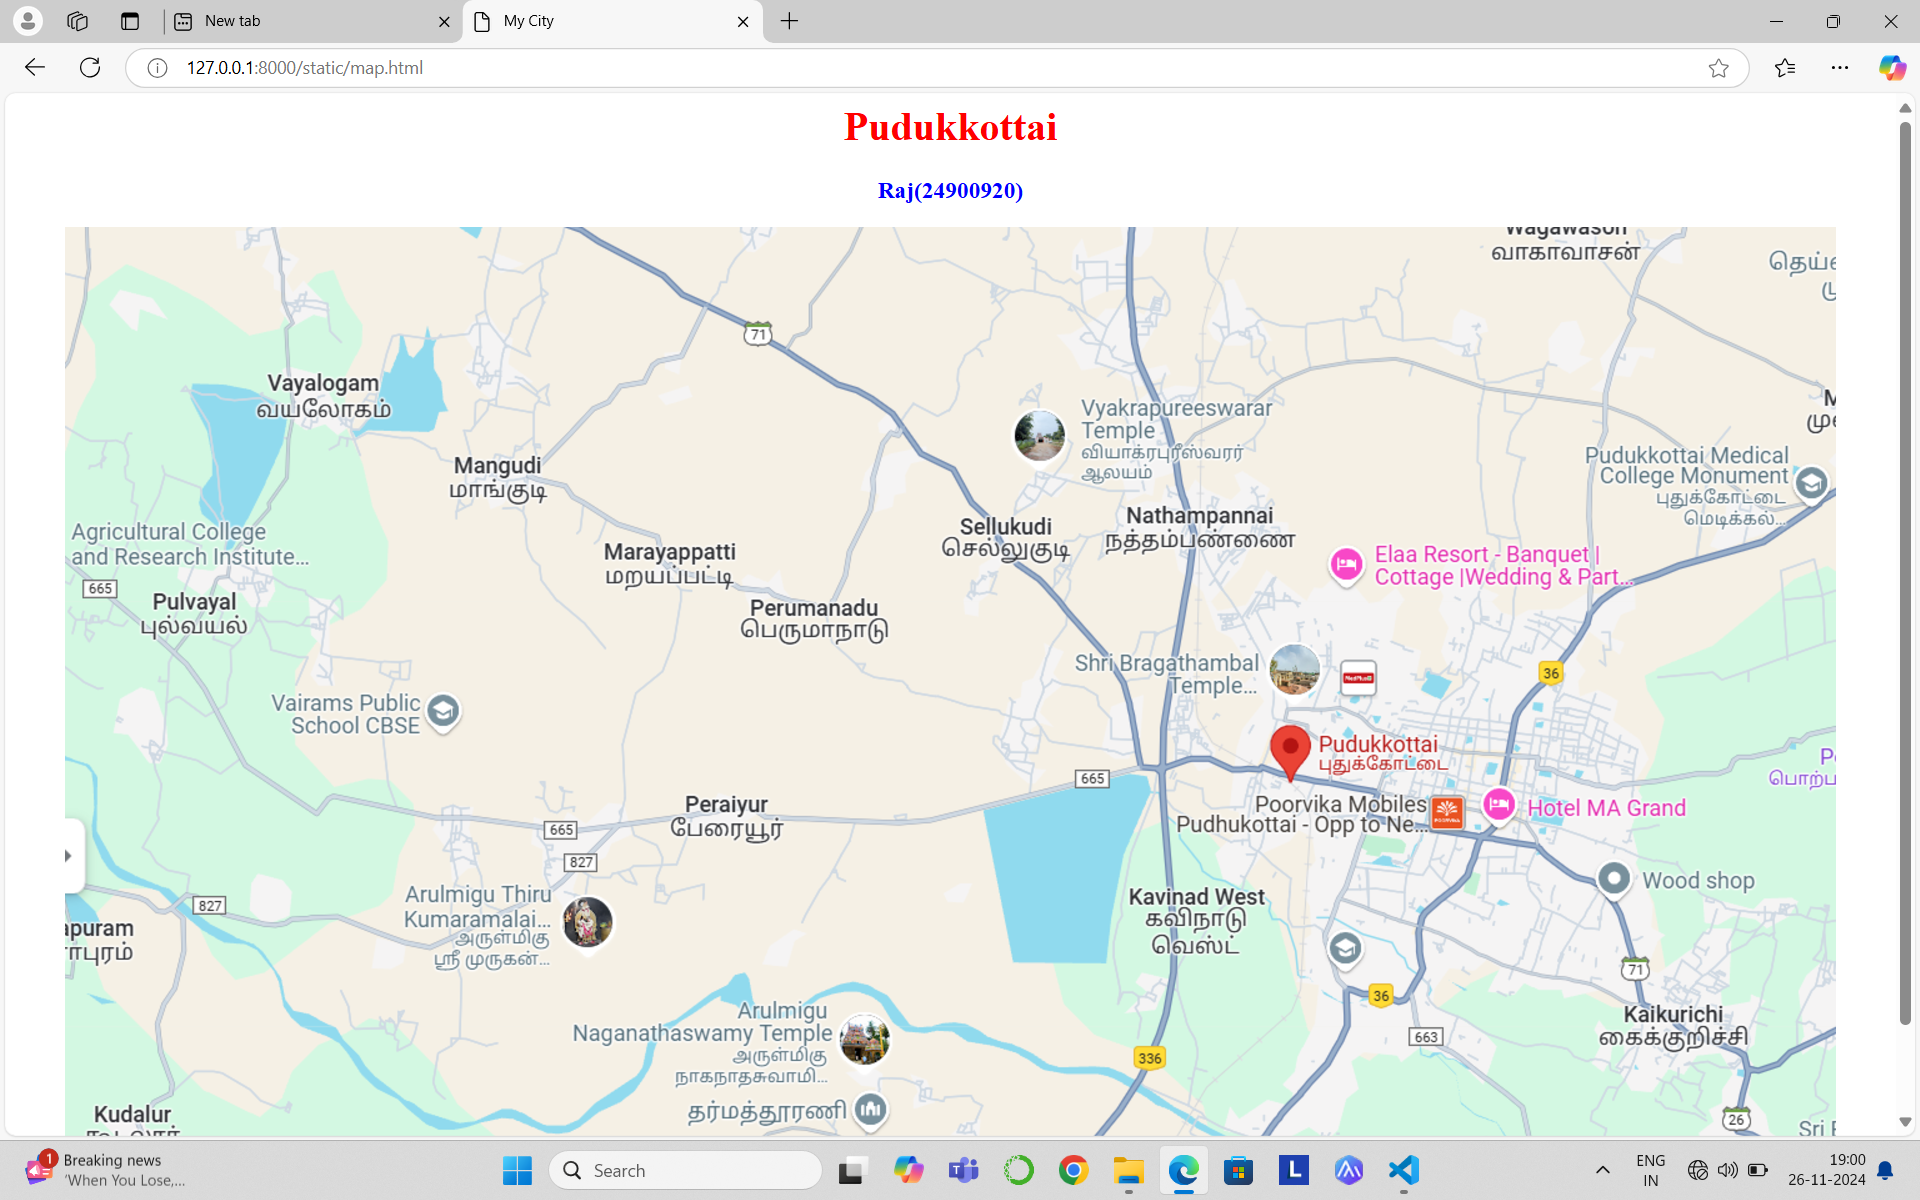 New tab
My City
127.0.0.1:8000/static/map.html
Pudukkottai
Raj(24900920)
வாகாவாசன்
71
Vayalogam
வயலோகம்
Vyakrapureeswarar
Temple
வியாக்ரபுரீஸ்வரர்
ஆலயம்
Pudukkottai Medical
College Monument
புதுக்கோட்டை
மெடிக்கல்...
Mangudi
மாங்குடி
Agricultural College
and Research Institute...
665
Pulvayal
புல்வயல்
Marayappatti
மறயப்பட்டி
Sellukudi
செல்லுகுடி
Nathampannai
நத்தம்பண்ணை
Elaa Resort - Banquet |
Cottage |Wedding & Part...
Perumanadu
பெருமாநாடு
Shri Bragathambal
Temple...
MedPlus
36
Vairams Public
School CBSE
Pudukkottai
புதுக்கோட்டை
665
Poorvika Mobiles
Pudhukottai - Opp to Ne...
POORVIKA
Hotel MA Grand
Peraiyur
பேரையூர்
665
827
827
Arulmigu Thiru
Kumaramalai...
அருள்மிகு
ஸ்ரீ முருகன்...
Kavinad West
கவிநாடு
வெஸ்ட்
Wood shop
apuram
71
36
Arulmigu
Naganathaswamy Temple
அருள்மிகு
நாகநாதசுவாமி...
Kaikurichi
கைக்குறிச்சி
663
336
தர்மத்தூரணி
Kudalur
26
Sri
1
Breaking news
'When You Lose,...
Search
L
ENG
IN
19:00
26-11-2024